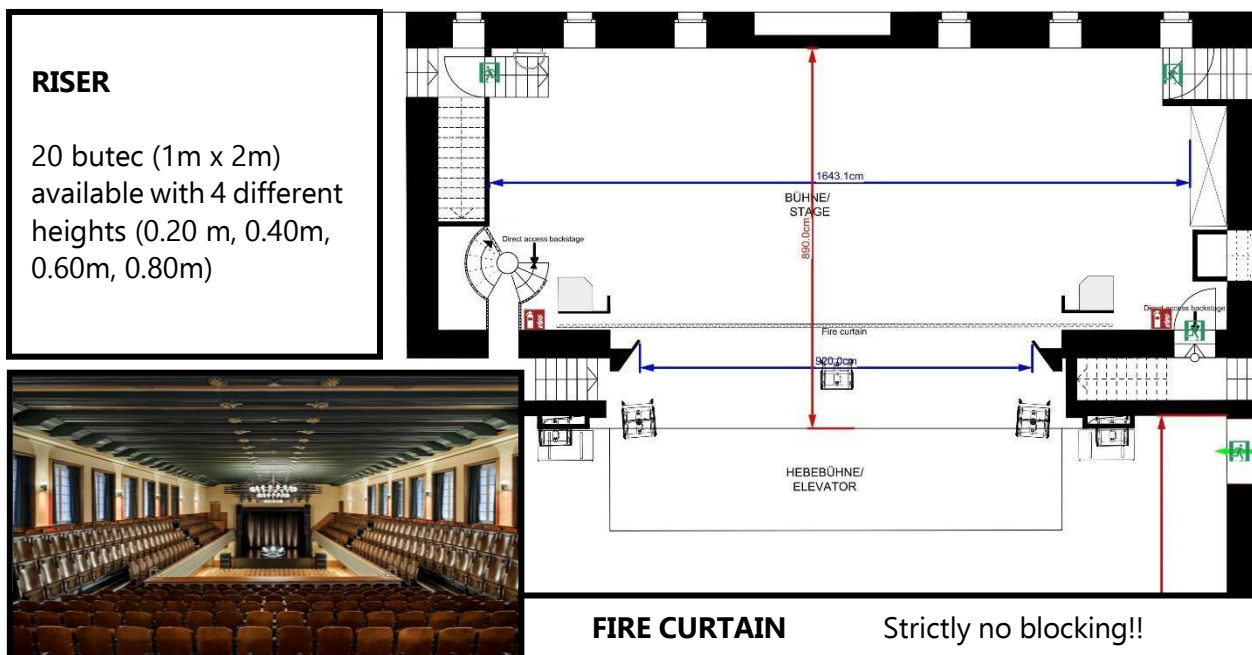 RISER
20 butec (1m x 2m)
available with 4 different
heights (0.20 m, 0.40m,
0.60m, 0.80m)
1643.1cm
BÜHNE/
STAGE
890.0cm
Direct access backstage
Direct access backstage
Fire curtain
920.0cm
HEBEBÜHNE/
ELEVATOR
FIRE CURTAIN Strictly no blocking!!